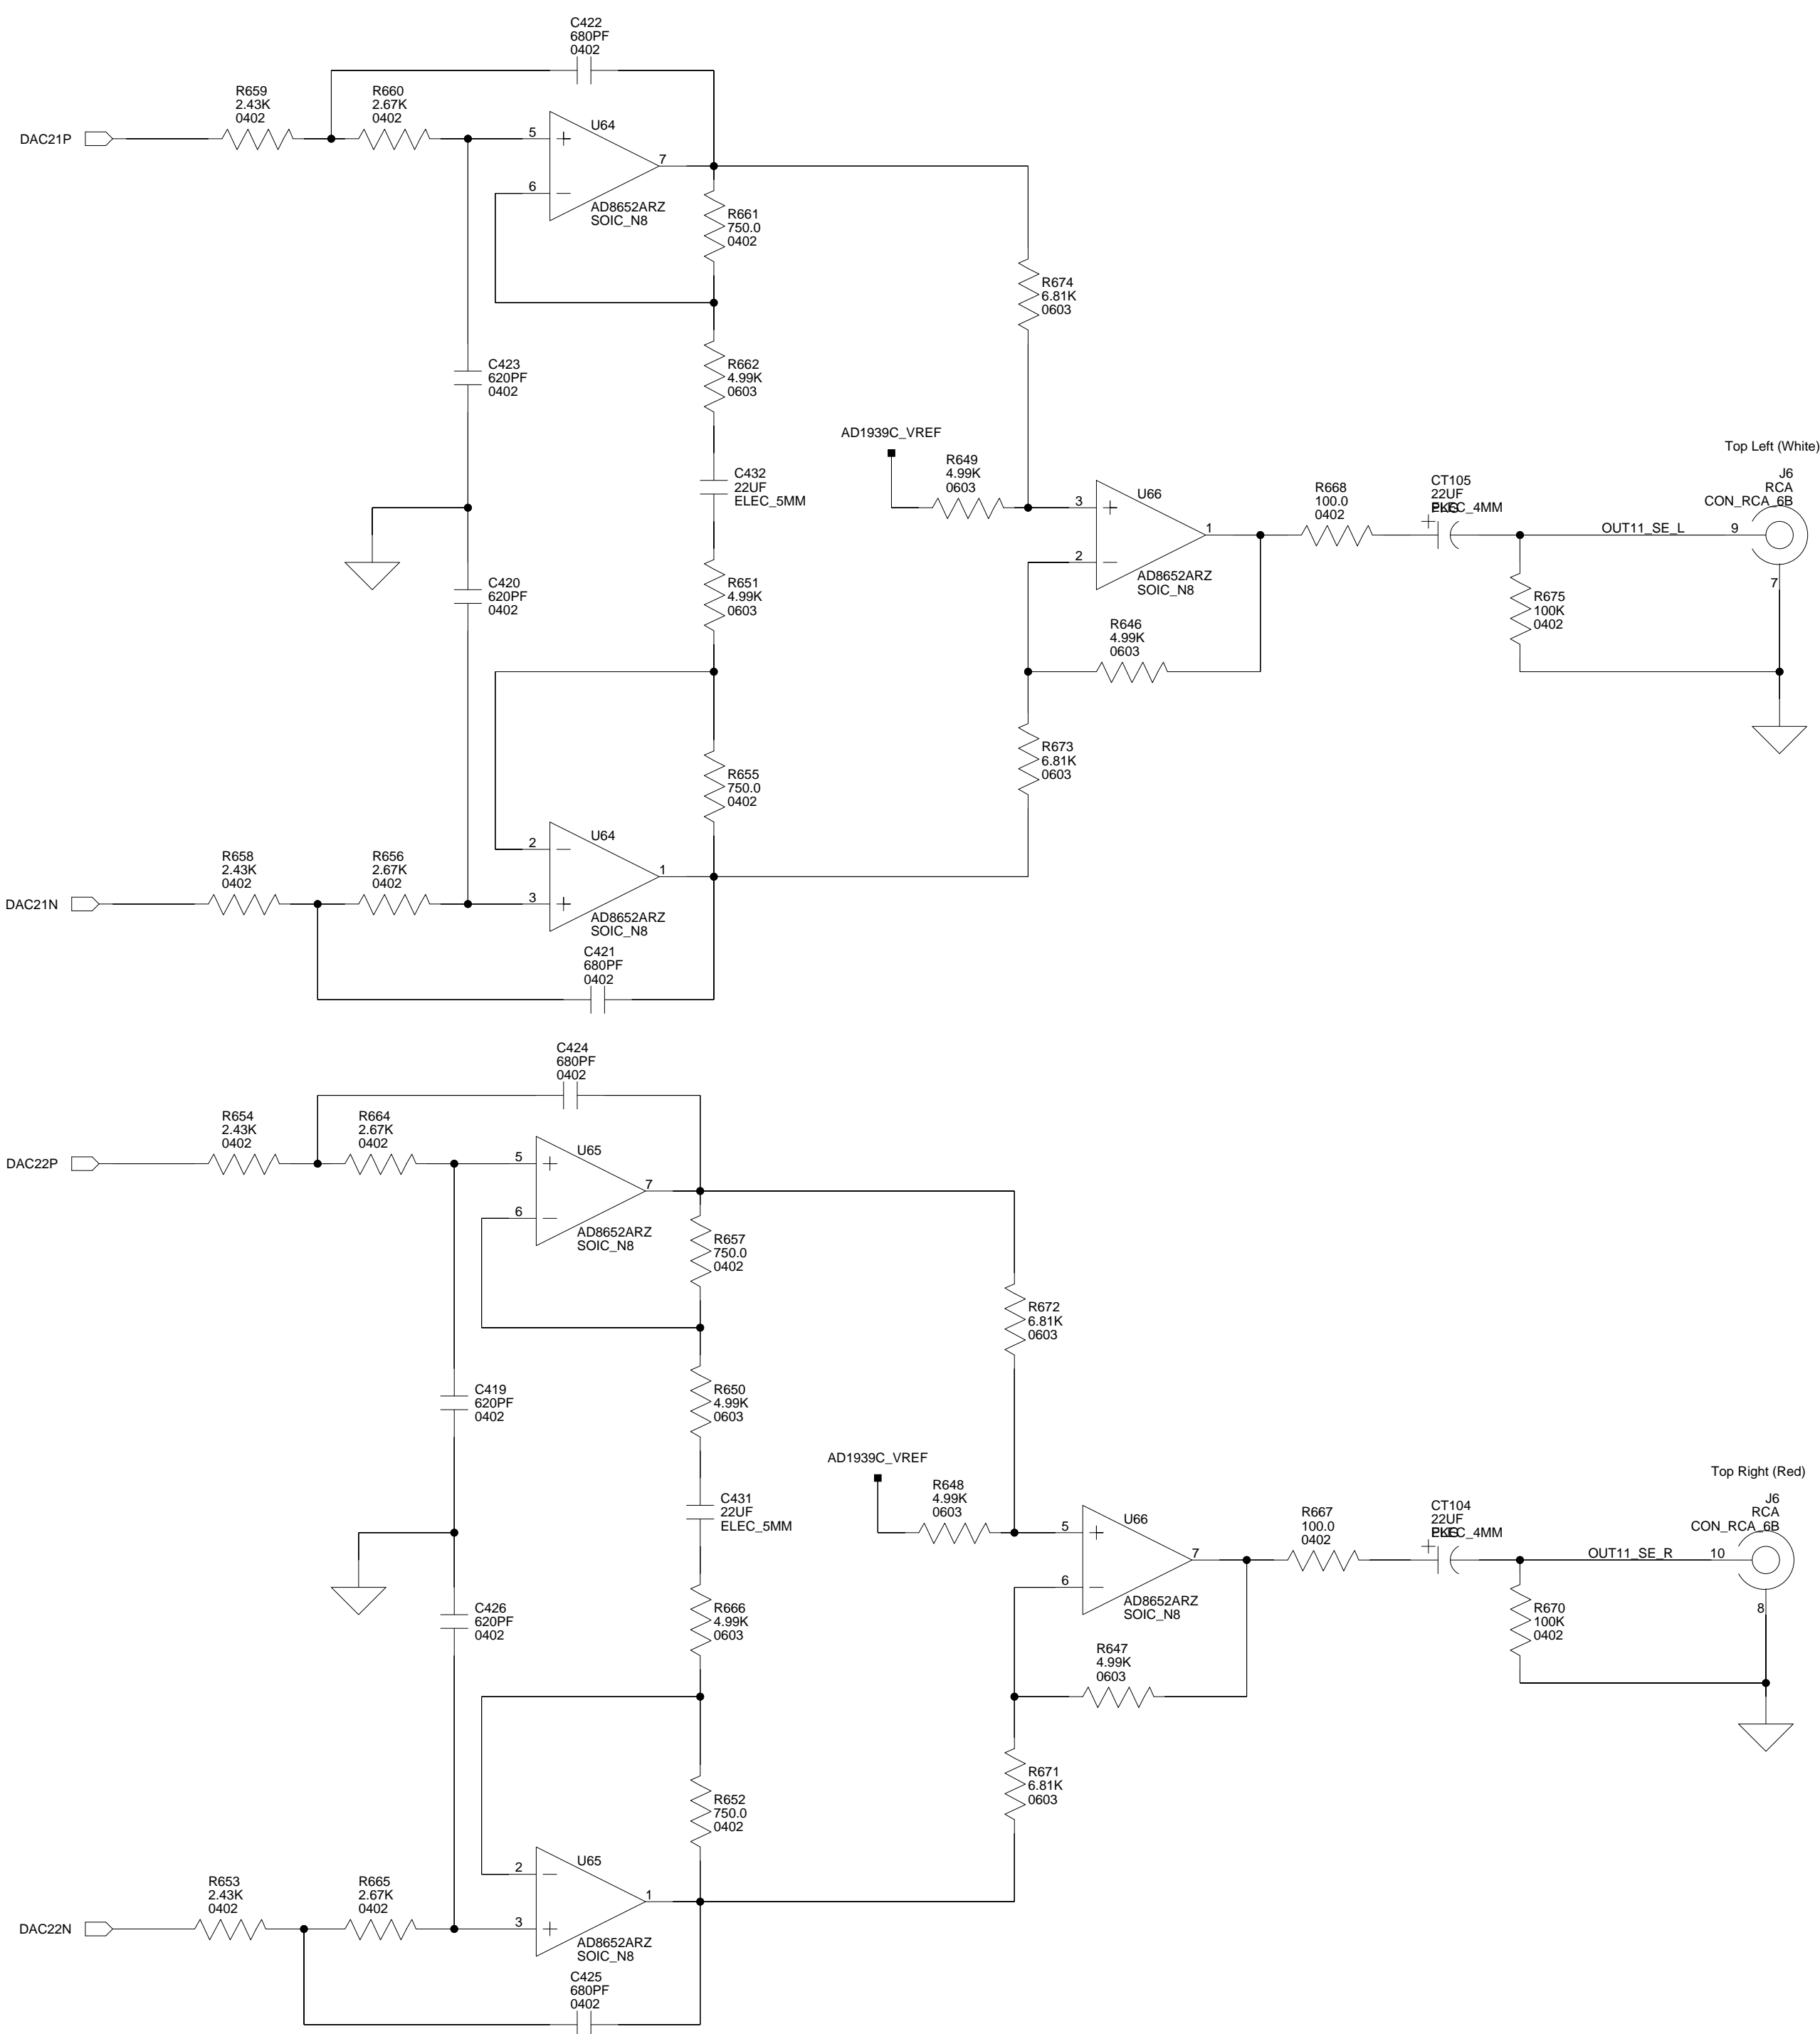 C422
680PF
0402
R659
2.43K
0402
R660
2.67K
0402
DAC21P
5
6
7
U64
AD8652ARZ
SOIC_N8
R661
750.0
0402
R674
6.81K
0603
C423
620PF
0402
R662
4.99K
0603
AD1939C_VREF
R649
4.99K
0603
C432
22UF
ELEC_5MM
3
2
1
U66
AD8652ARZ
SOIC_N8
R668
100.0
0402
CT105
22UF
ELEC_4MM
+
Top Left (White)
J6
RCA
CON_RCA_6B
OUT11_SE_L
9
7
C420
620PF
0402
R651
4.99K
0603
R675
100K
0402
R646
4.99K
0603
R673
6.81K
0603
R655
750.0
0402
DAC21N
R658
2.43K
0402
R656
2.67K
0402
2
3
1
U64
AD8652ARZ
SOIC_N8
C421
680PF
0402
C424
680PF
0402
R654
2.43K
0402
R664
2.67K
0402
DAC22P
5
6
7
U65
AD8652ARZ
SOIC_N8
R657
750.0
0402
R672
6.81K
0603
C419
620PF
0402
R650
4.99K
0603
AD1939C_VREF
R648
4.99K
0603
C431
22UF
ELEC_5MM
5
6
7
U66
AD8652ARZ
SOIC_N8
R667
100.0
0402
CT104
22UF
ELEC_4MM
+
Top Right (Red)
J6
RCA
CON_RCA_6B
OUT11_SE_R
10
8
C426
620PF
0402
R666
4.99K
0603
R670
100K
0402
R647
4.99K
0603
R671
6.81K
0603
R652
750.0
0402
DAC22N
R653
2.43K
0402
R665
2.67K
0402
2
3
1
U65
AD8652ARZ
SOIC_N8
C425
680PF
0402